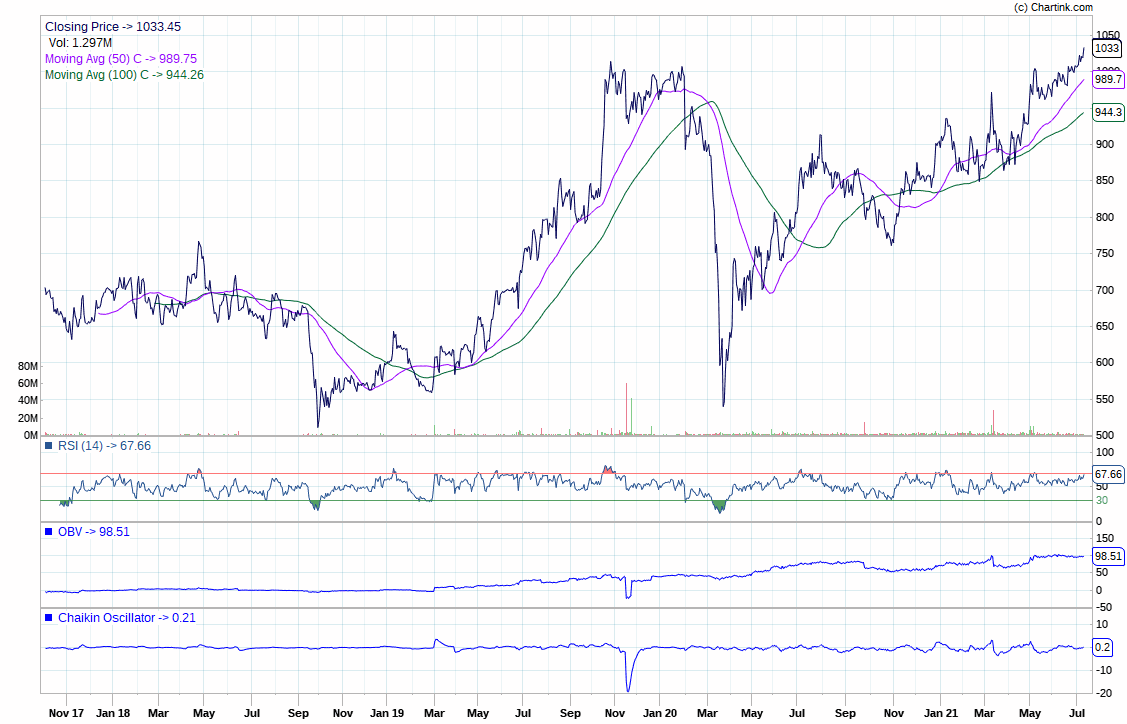 (c) Chartink.com
Closing Price -> 1033.45
Vol: 1.297M
Moving Avg (50) C -> 989.75
Moving Avg (100) C -> 944.26
1050
1033
1000
989.7
944.3
900
850
800
750
700
650
600
550
500
80M
60M
40M
20M
0M
RSI (14) -> 67.66
100
67.66
50
30
0
OBV -> 98.51
150
98.51
50
0
-50
Chaikin Oscillator -> 0.21
10
0.2
-10
-20
Nov 17 Jan 18 Mar May Jul Sep Nov Jan 19 Mar May Jul Sep Nov Jan 20 Mar May Jul Sep Nov Jan 21 Mar May Jul